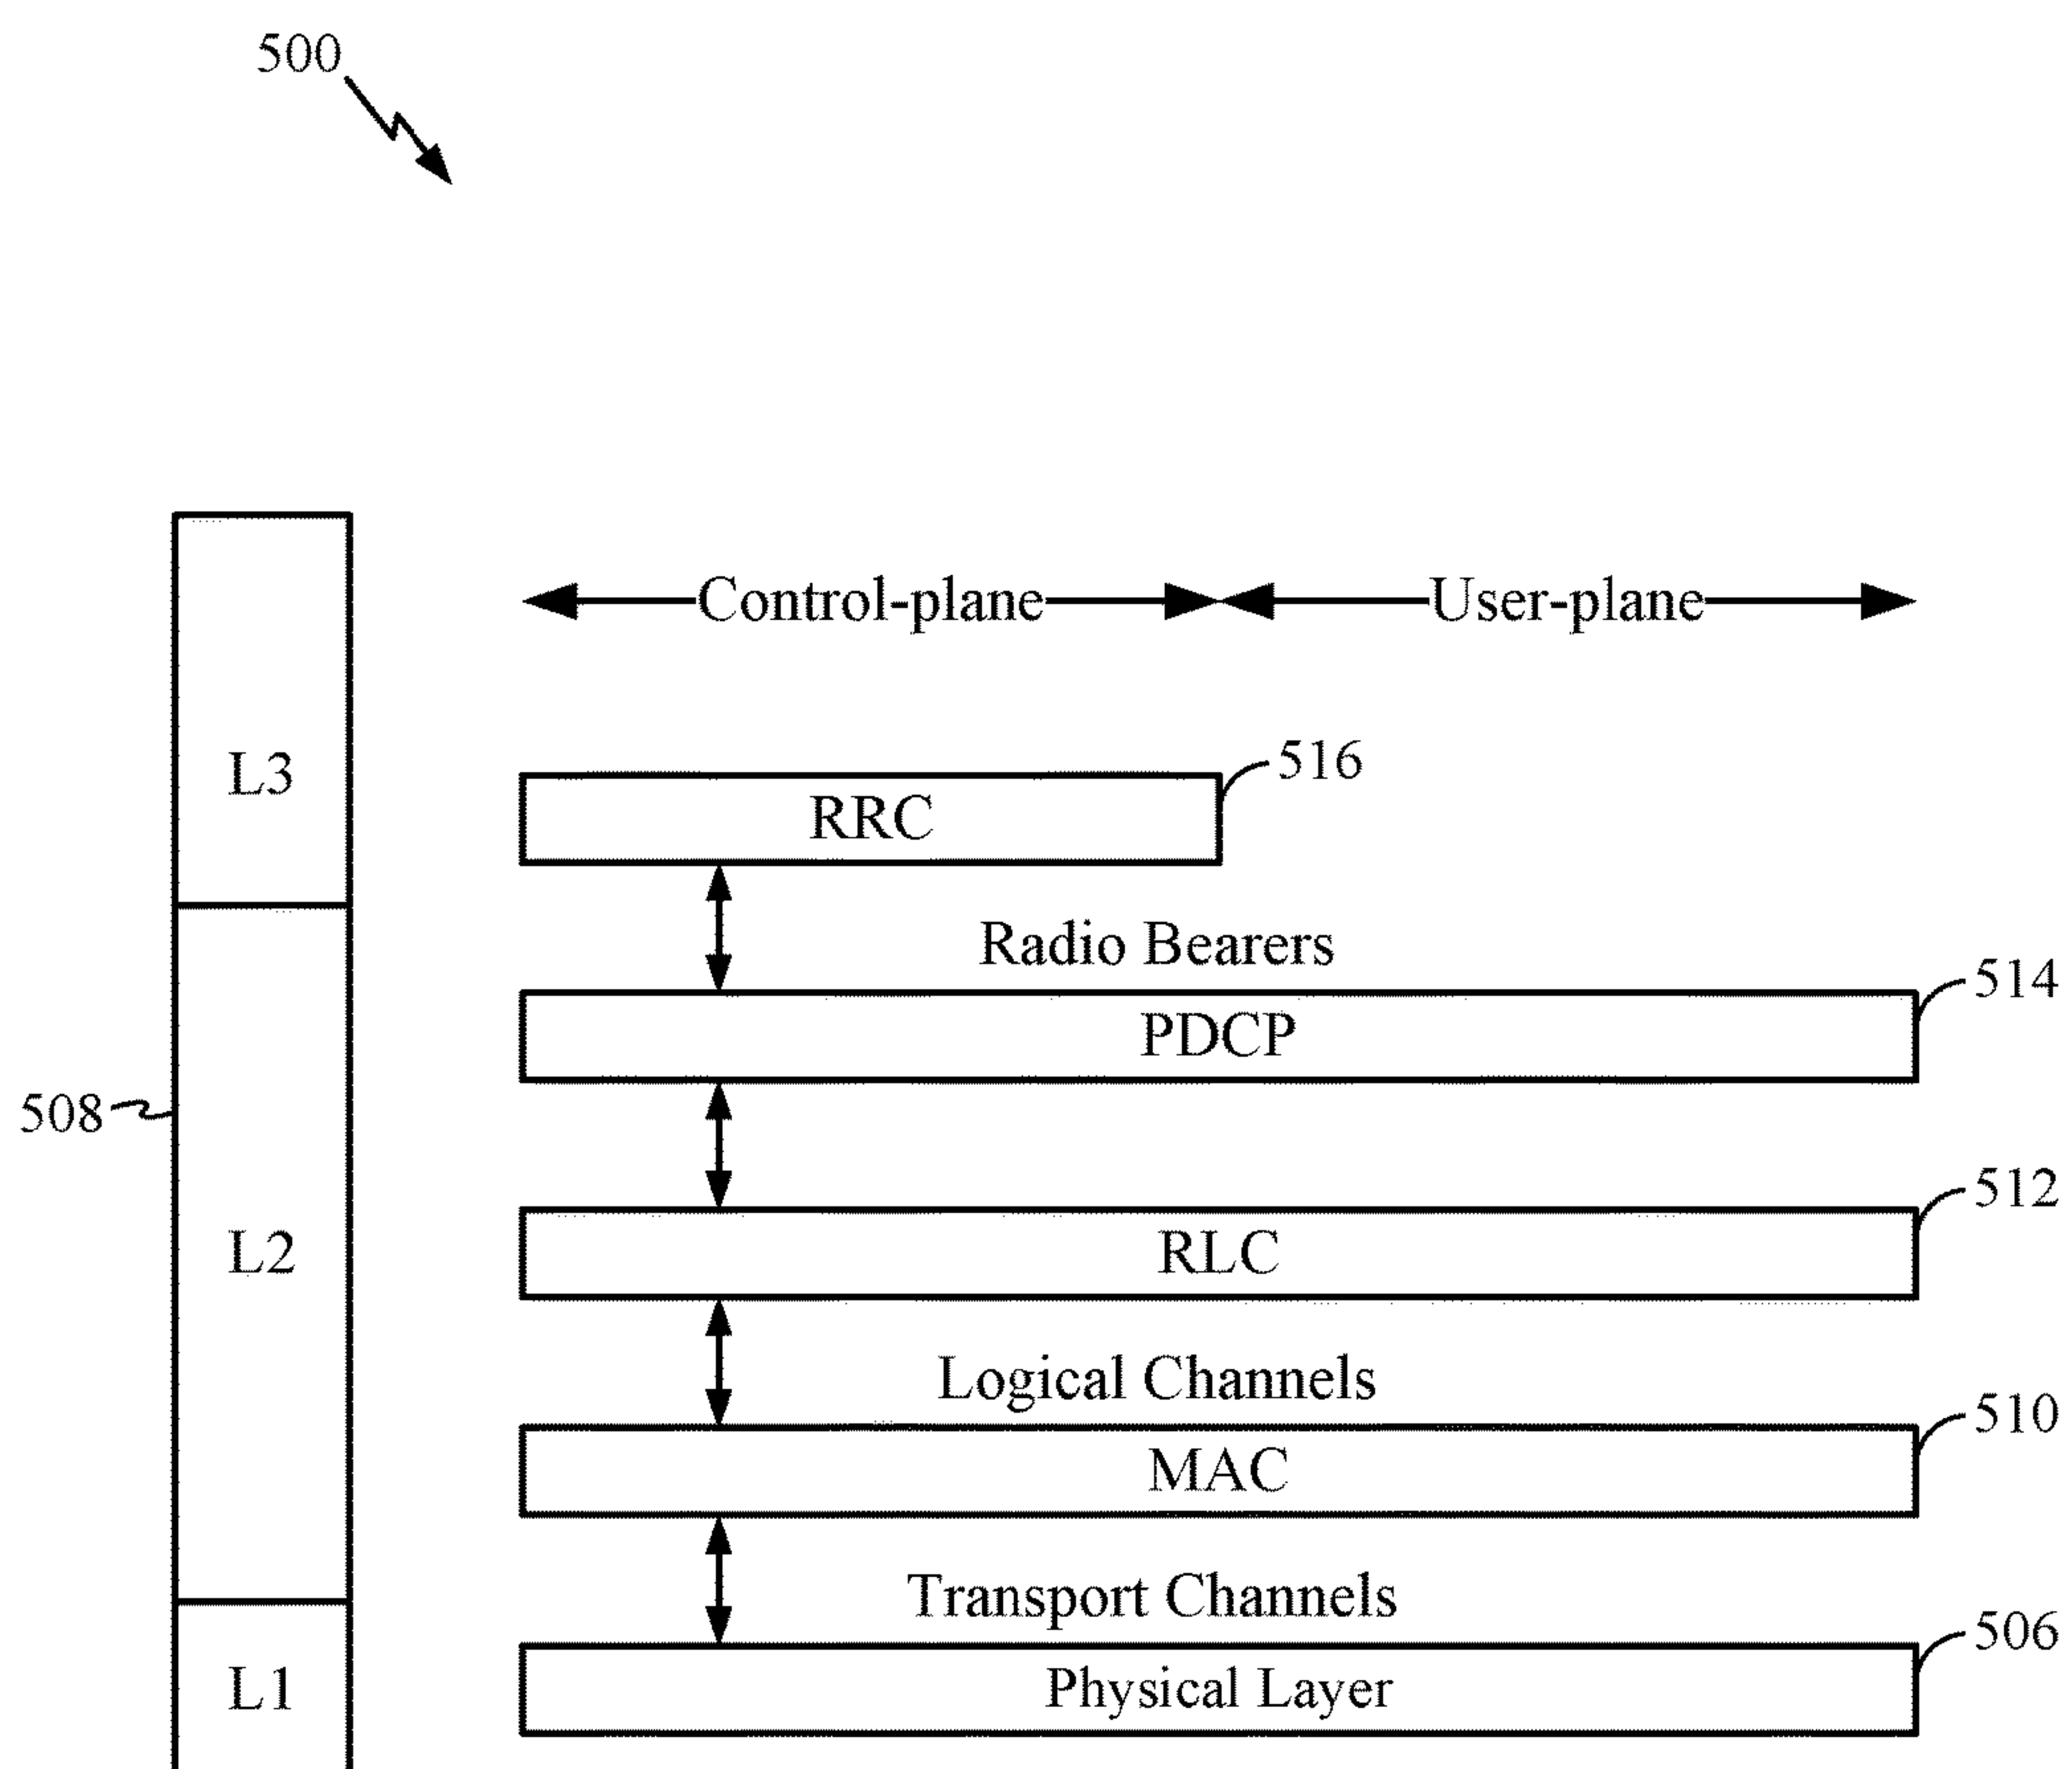 500
Control-plane User-plane
L3
516
RRC
Radio Bearers
514
PDCP
508
512
L2
RLC
Logical Channels
510
MAC
Transport Channels
506
L1
Physical Layer